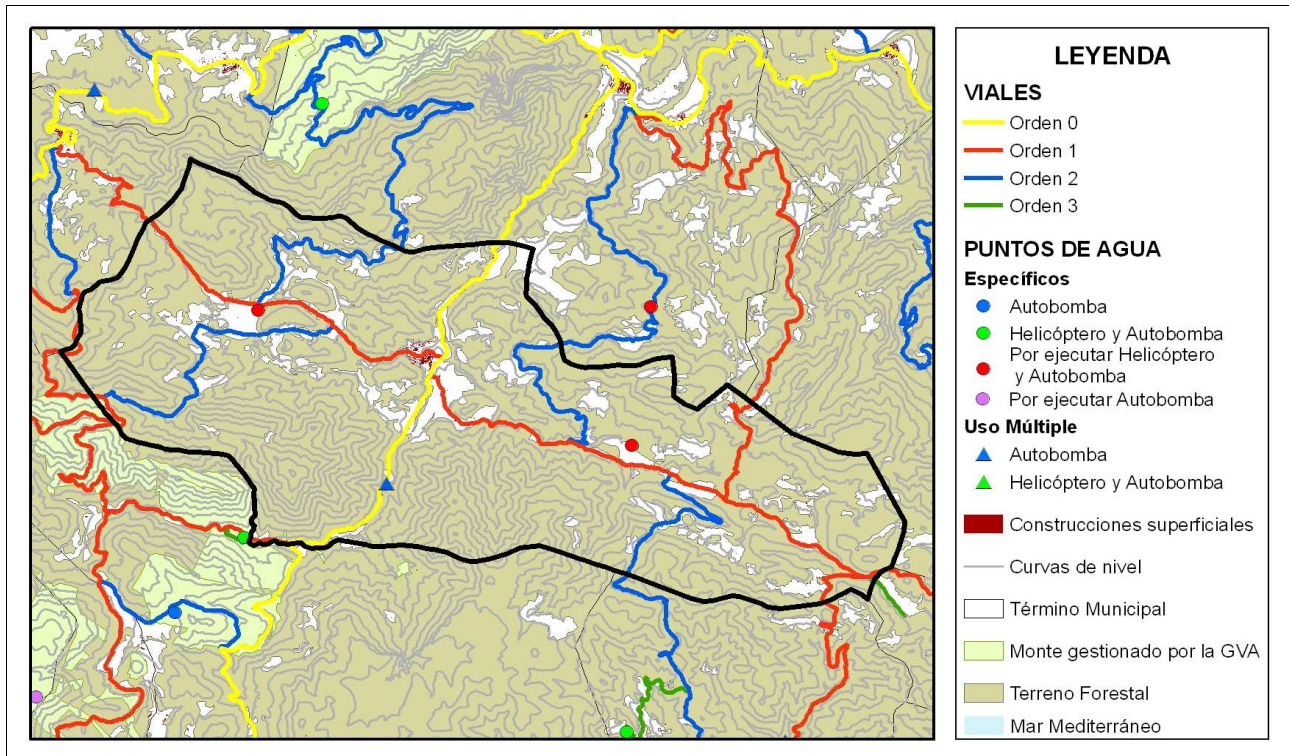 LEYENDA
VIALES
Orden 0
Orden 1
Orden 2
Orden 3
PUNTOS DE AGUA
Específicos
Autobomba
Helicóptero y Autobomba
Por ejecutar Helicóptero
y Autobomba
Por ejecutar Autobomba
Uso Múltiple
Autobomba
Helicóptero y Autobomba
Construcciones superficiales
Curvas de nivel
Término Municipal
Monte gestionado por la GVA
Terreno Forestal
Mar Mediterráneo